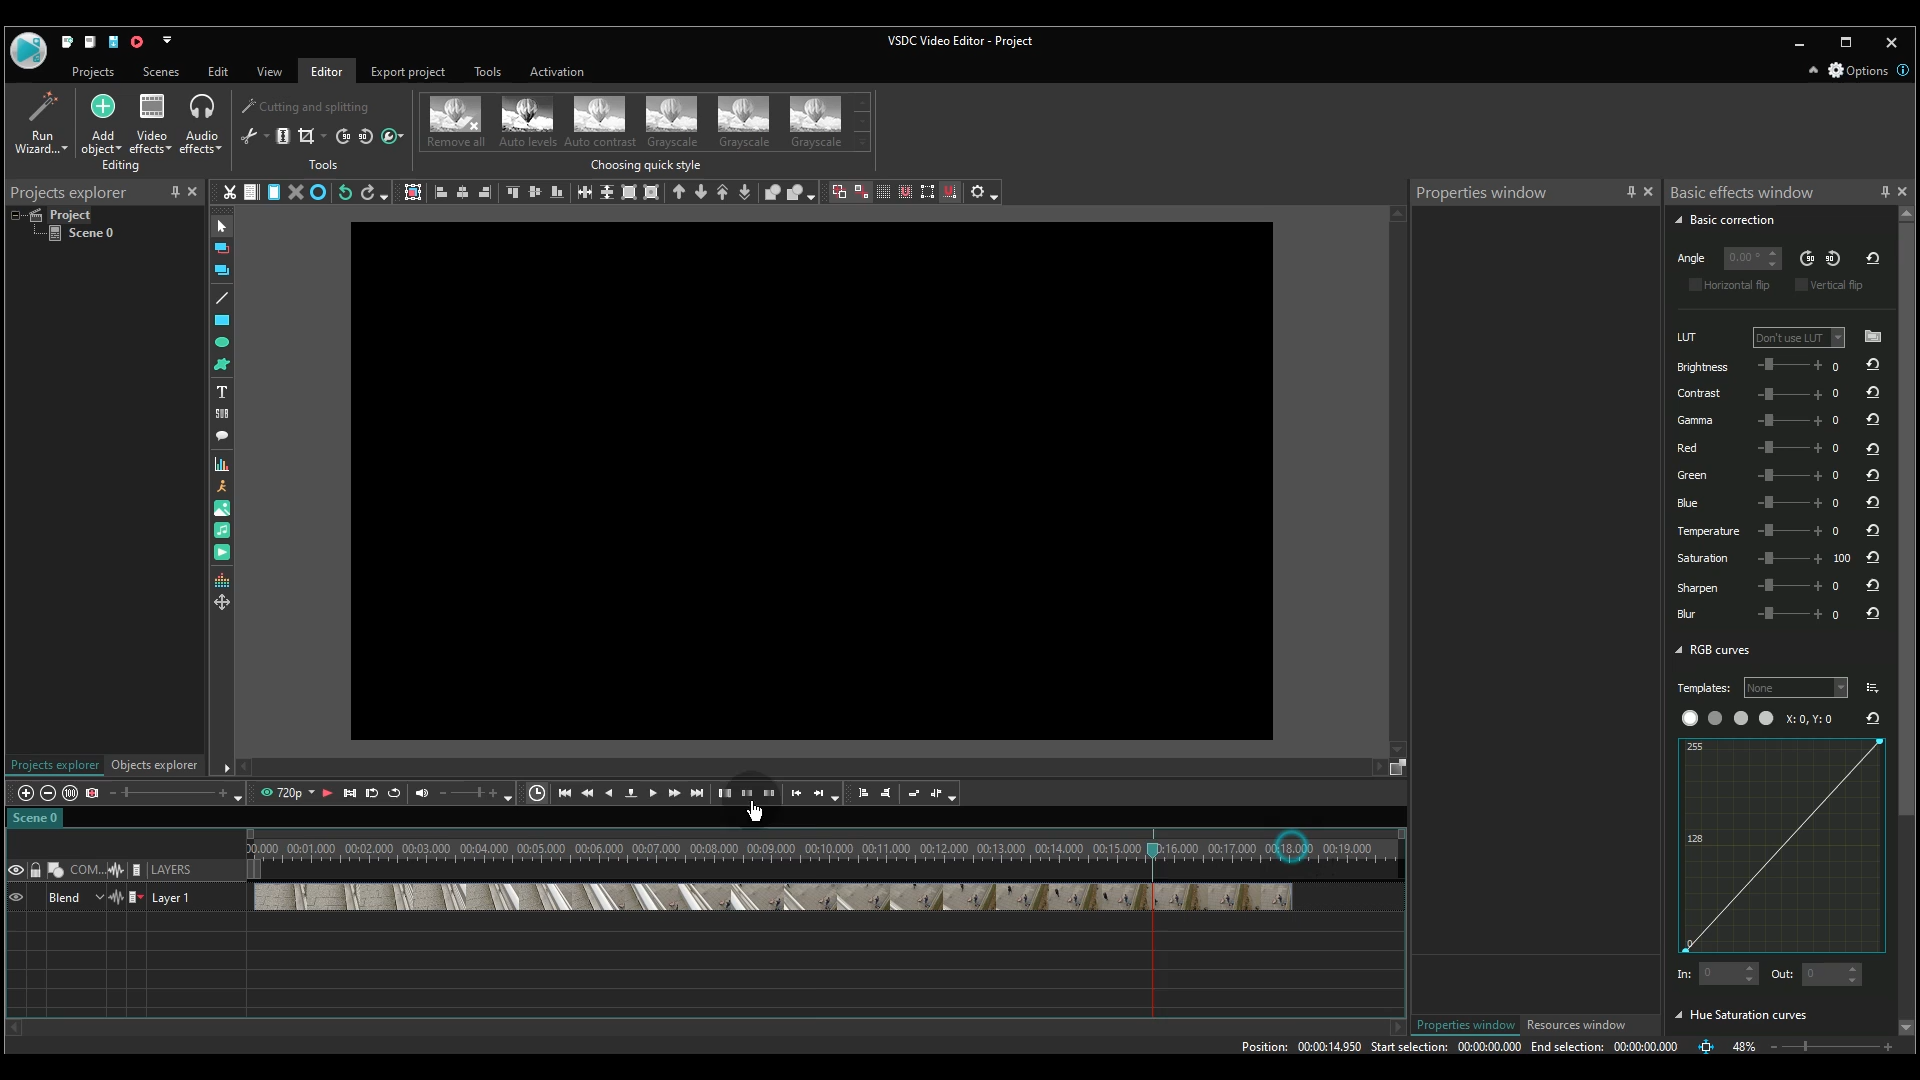 VSDC Video Editor - Project
Projects Scenes Edit View Editor Export project Tools Activation
Options
Run Wizard...
Add object
Video effects
Audio effects
Editing
Cutting and splitting
Tools
Remove all Auto levels Auto contrast Grayscale Grayscale Grayscale
Choosing quick style
Projects explorer
Project
Scene 0
Projects explorer Objects explorer
T
SUB
Properties window
Properties window Resources window
Basic effects window
Basic correction
Angle 0.00 ° 90 90
Horizontal flip Vertical flip
LUT Don't use LUT
Brightness 0
Contrast 0
Gamma 0
Red 0
Green 0
Blue 0
Temperature 0
Saturation 100
Sharpen 0
Blur 0
RGB curves
Templates: None
X: 0, Y: 0
255
128
0
In: 0 Out: 0
Hue Saturation curves
100 720p
Scene 0
00:01.000 00:02.000 00:03.000 00:04.000 00:05.000 00:06.000 00:07.000 00:08.000 00:09.000 00:10.000 00:11.000 00:12.000 00:13.000 00:14.000 00:15.000 00:17.000 00:18.000 00:19.000
COM... LAYERS
Blend Layer 1
Position: 00:00:14.950 Start selection: 00:00:00.000 End selection: 00:00:00.000 48%